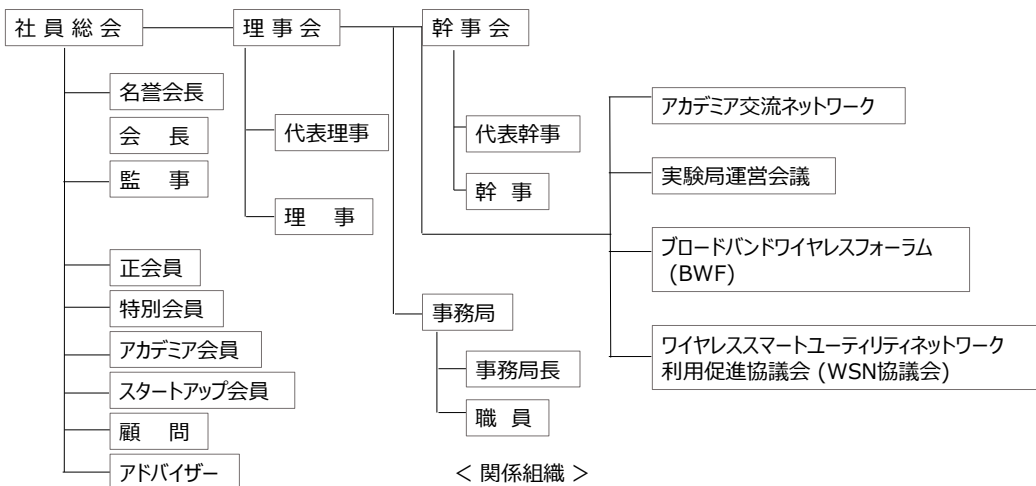 社員総会
理事会
幹事会
名誉会長
会 長
監 事
正会員
特別会員
アカデミア会員
スタートアップ会員
顧 問
アドバイザー
代表理事
理 事
代表幹事
幹 事
事務局
事務局長
職 員
アカデミア交流ネットワーク
実験局運営会議
ブロードバンドワイヤレスフォーラム
(BWF)
ワイヤレススマートユーティリティネットワーク
利用促進協議会 (WSN協議会)
＜ 関係組織 ＞